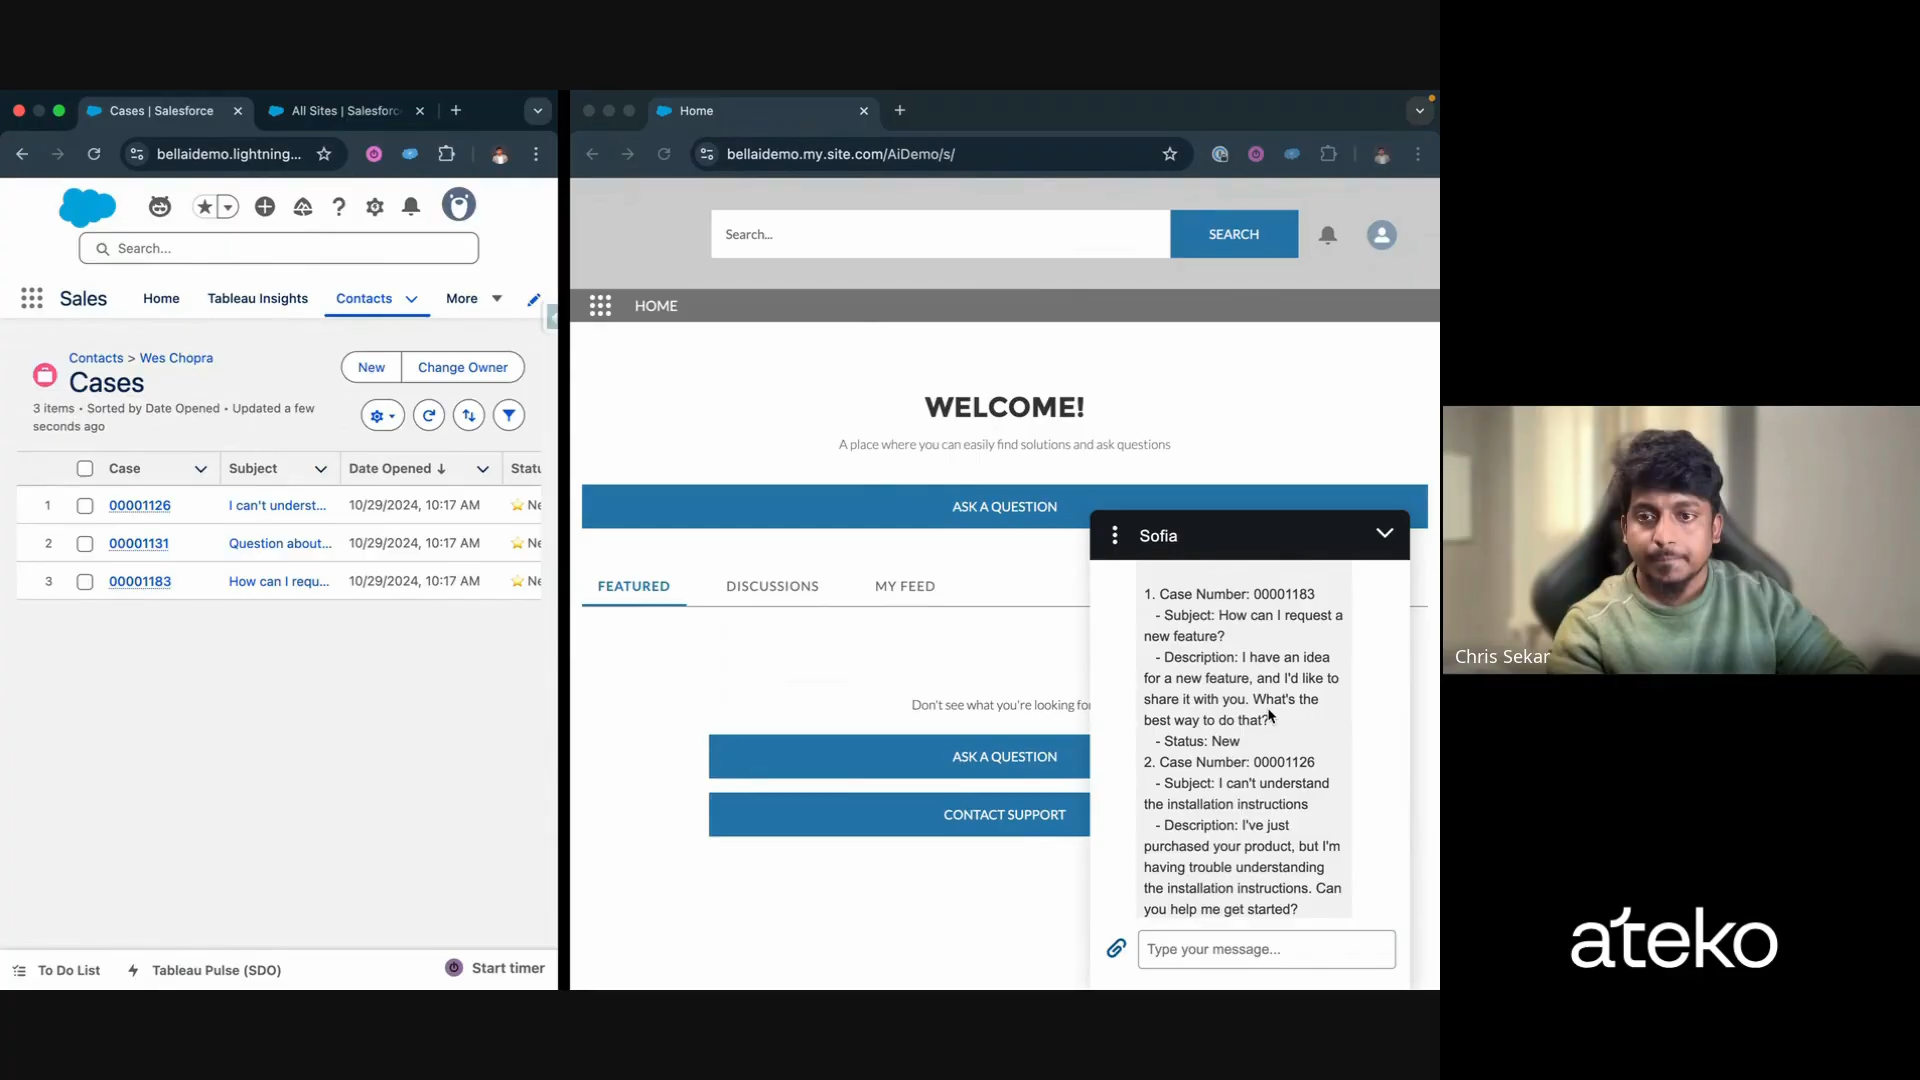 Cases | Salesforce
All Sites | Salesforc
bellaidemo.lightning...
Search...
Sales
Home
Tableau Insights
Contacts
More
Contacts > Wes Chopra
Cases
New
Change Owner
3 items • Sorted by Date Opened • Updated a few
seconds ago
Case
Subject
Date Opened ↓
Statu
1 00001126 I can't underst... 10/29/2024, 10:17 AM Ne
2 00001131 Question about... 10/29/2024, 10:17 AM Ne
3 00001183 How can I requ... 10/29/2024, 10:17 AM Ne
To Do List
Tableau Pulse (SDO)
Start timer
Home
bellaidemo.my.site.com/AiDemo/s/
Search...
SEARCH
HOME
WELCOME!
A place where you can easily find solutions and ask questions
ASK A QUESTION
FEATURED
DISCUSSIONS
MY FEED
Don't see what you're looking for
ASK A QUESTION
CONTACT SUPPORT
Sofia
1. Case Number: 00001183
- Subject: How can I request a
new feature?
- Description: I have an idea
for a new feature, and I'd like to
share it with you. What's the
best way to do that?
- Status: New
2. Case Number: 00001126
- Subject: I can't understand
the installation instructions
- Description: I've just
purchased your product, but I'm
having trouble understanding
the installation instructions. Can
you help me get started?
Type your message...
Chris Sekar
ateko